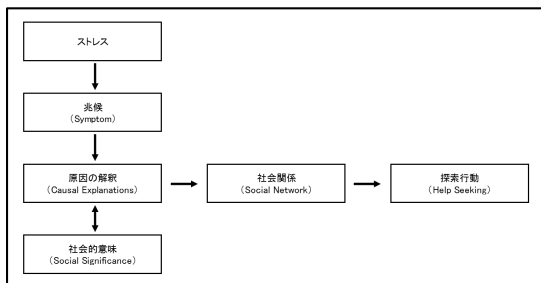 ストレス
兆候
(Symptom)
原因の解釈
(Causal Explanations)
社会関係
(Social Network)
探索行動
(Help Seeking)
社会的意味
(Social Significance)